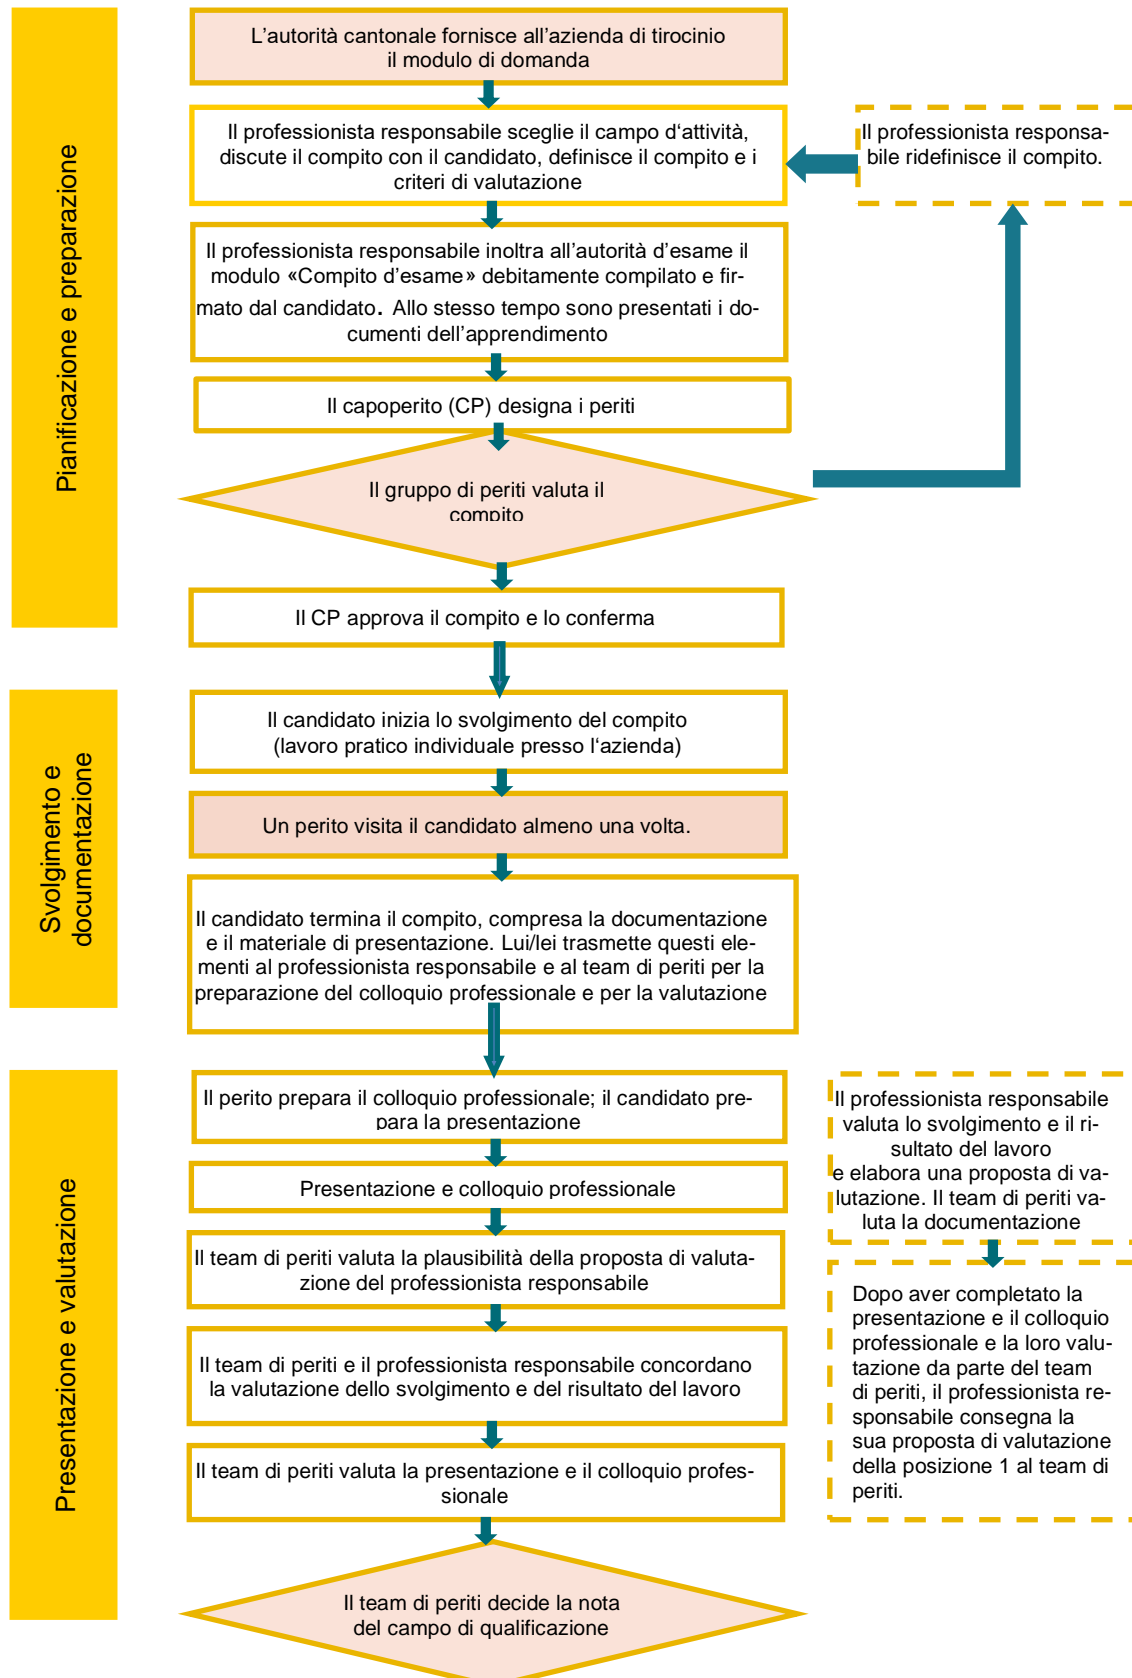 Pianificazione e preparazione
L'autorità cantonale fornisce all'azienda di tirocinio
il modulo di domanda
Il professionista responsabile sceglie il campo d'attività,
discute il compito con il candidato, definisce il compito e i
criteri di valutazione
Il professionista responsa-
bile ridefinisce il compito.
Il professionista responsabile inoltra all'autorità d'esame il
modulo «Compito d'esame» debitamente compilato e fir-
mato dal candidato. Allo stesso tempo sono presentati i do-
cumenti dell'apprendimento
Il capoperito (CP) designa i periti
Il gruppo di periti valuta il
compito
Il CP approva il compito e lo conferma
Svolgimento e
documentazione
Il candidato inizia lo svolgimento del compito
(lavoro pratico individuale presso l'azienda)
Un perito visita il candidato almeno una volta.
Il candidato termina il compito, compresa la documentazione
e il materiale di presentazione. Lui/lei trasmette questi ele-
menti al professionista responsabile e al team di periti per la
preparazione del colloquio professionale e per la valutazione
Presentazione e valutazione
Il perito prepara il colloquio professionale; il candidato pre-
para la presentazione
Presentazione e colloquio professionale
Il team di periti valuta la plausibilità della proposta di valuta-
zione del professionista responsabile
Il team di periti e il professionista responsabile concordano
la valutazione dello svolgimento e del risultato del lavoro
Il team di periti valuta la presentazione e il colloquio profes-
sionale
Il team di periti decide la nota
del campo di qualificazione
Il professionista responsabile
valuta lo svolgimento e il ri-
sultato del lavoro
e elabora una proposta di va-
lutazione. Il team di periti va-
luta la documentazione
Dopo aver completato la
presentazione e il colloquio
professionale e la loro valu-
tazione da parte del team
di periti, il professionista re-
sponsabile consegna la
sua proposta di valutazione
della posizione 1 al team di
periti.